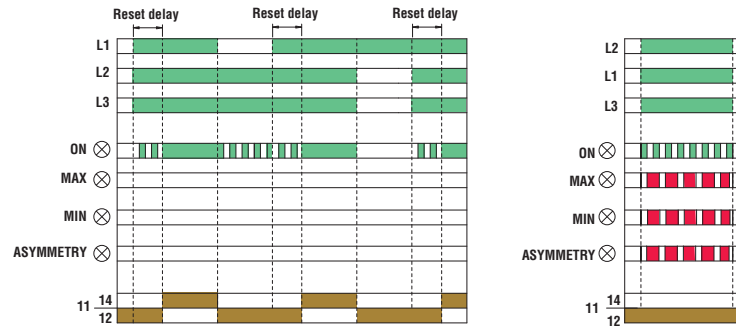 Reset delay Reset delay Reset delay
L1
L2
L3
ON
MAX
MIN
ASYMMETRY
11 14
12
L2
L1
L3
ON
MAX
MIN
ASYMMETRY
11 14
12